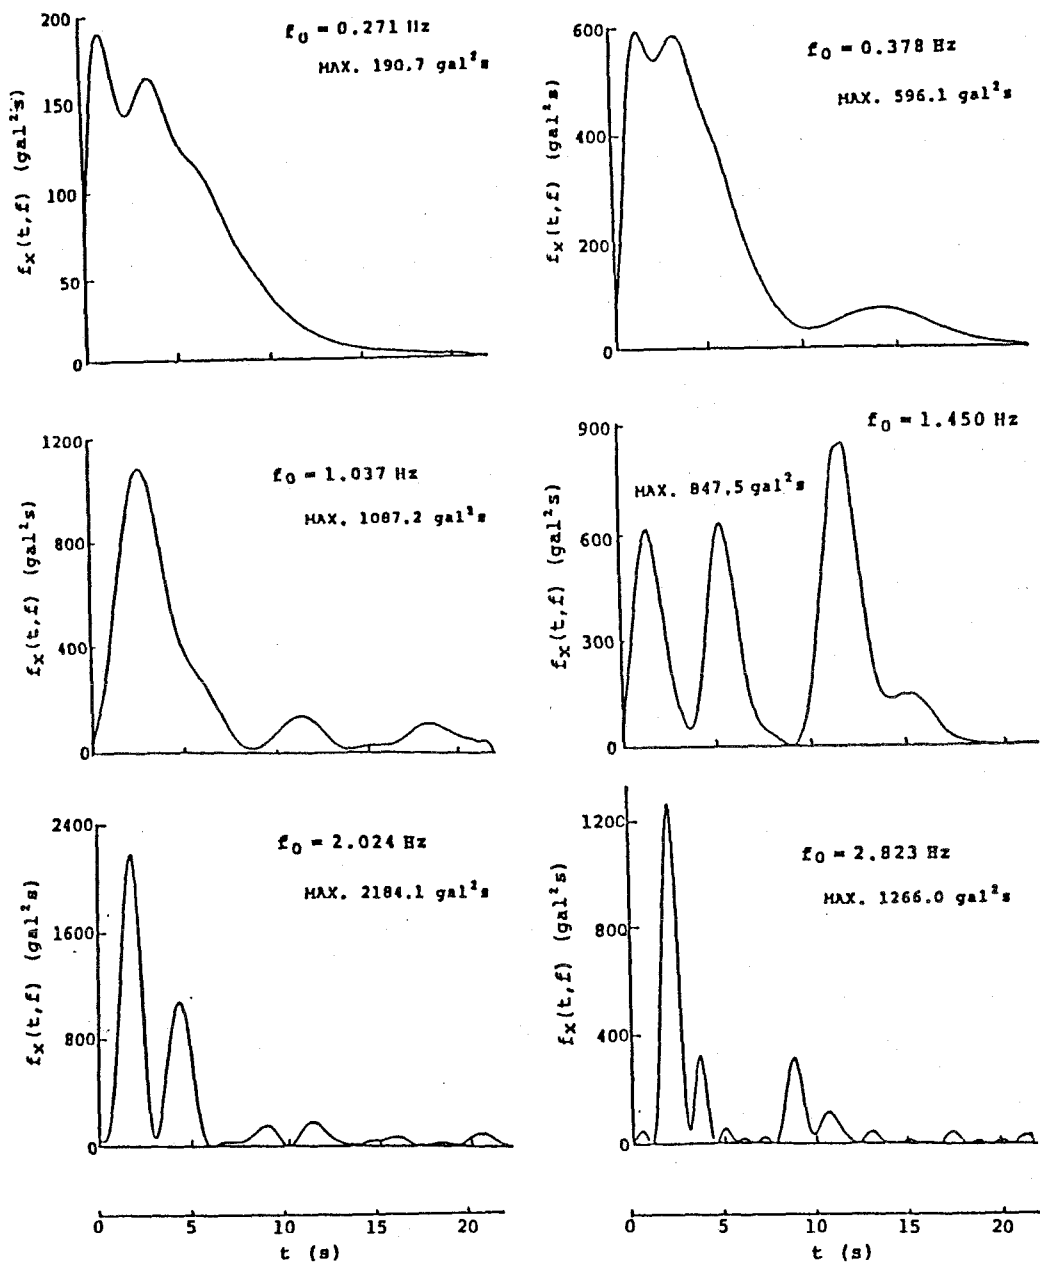 f₀ = 0.271 Hz
MAX. 190.7 gal²s
fx(t,f) (gal²s)
200
150
100
50
0
f₀ = 0.378 Hz
MAX. 596.1 gal²s
fx(t,f) (gal²s)
600
400
200
0
f₀ = 1.037 Hz
MAX. 1087.2 gal²s
fx(t,f) (gal²s)
1200
800
400
0
f₀ = 1.450 Hz
MAX. 847.5 gal²s
fx(t,f) (gal²s)
900
600
300
0
f₀ = 2.024 Hz
MAX. 2184.1 gal²s
fx(t,f) (gal²s)
2400
1600
800
0
f₀ = 2.823 Hz
MAX. 1266.0 gal²s
fx(t,f) (gal²s)
1200
800
400
0
0 5 10 15 20
t (s)
0 5 10 15 20
t (s)